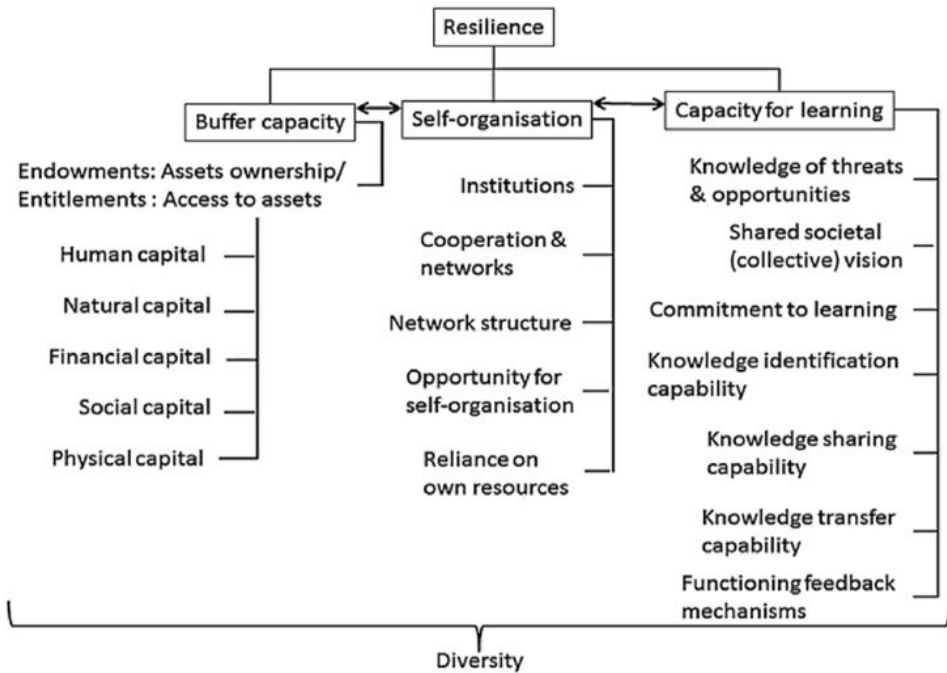 Resilience
Buffer capacity
Endowments: Assets ownership/
Entitlements : Access to assets
Human capital
Natural capital
Financial capital
Social capital
Physical capital
Self-organisation
Institutions
Cooperation &
networks
Network structure
Opportunity for
self-organisation
Reliance on
own resources
Capacity for learning
Knowledge of threats
& opportunities
Shared societal
(collective) vision
Commitment to learning
Knowledge identification
capability
Knowledge sharing
capability
Knowledge transfer
capability
Functioning feedback
mechanisms
Diversity